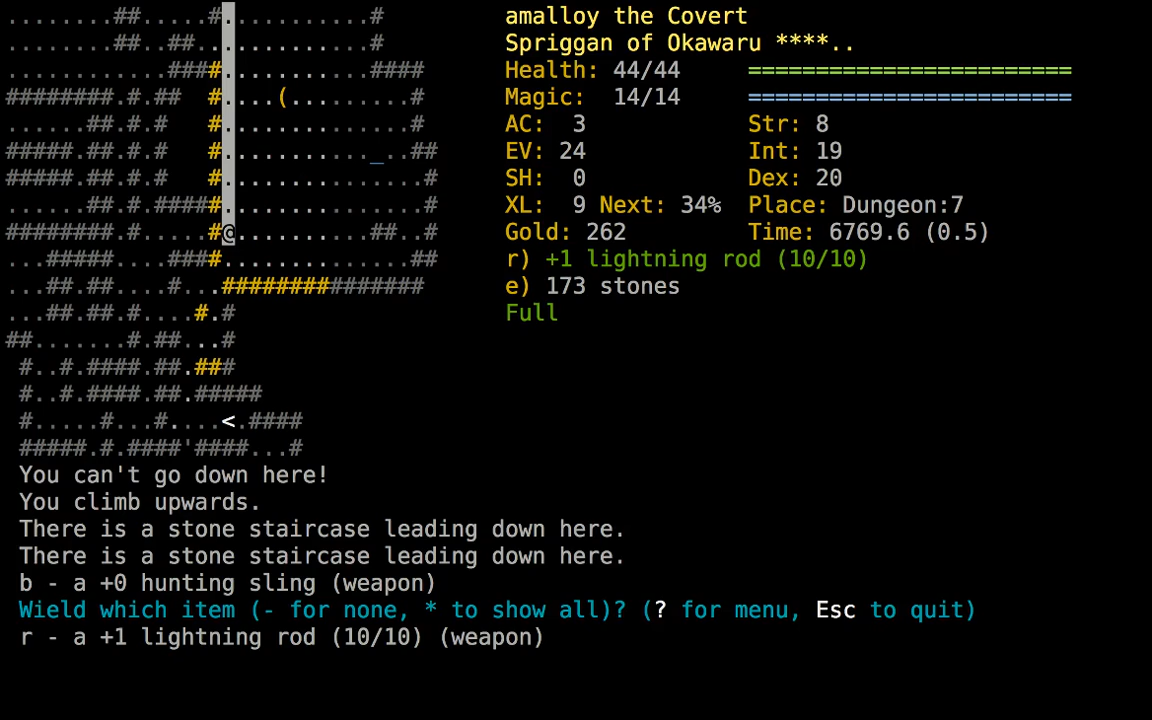 ........##.....#............# amalloy the Covert
........##..##.............# Spriggan of Okawaru ****..
............####...........#### Health: 44/44 ========================
########.#.## #....(.........# Magic: 14/14 ========================
......##.#.# #..............# AC: 3 Str: 8
#####.##.#.# #..........._..## EV: 24 Int: 19
#####.##.#.# #...............# SH: 0 Dex: 20
......##.#.#####...............# XL: 9 Next: 34% Place: Dungeon:7
########.#.....#@..........##..# Gold: 262 Time: 6769.6 (0.5)
...#####....####..............## r) +1 lightning rod (10/10)
...##.##....#...############### e) 173 stones
...##.##.#....#.# Full
##.......#.##...#
#..#.####.##.###
#..#.####.##.#####
#.....#...#....<.####
#####.#.####'####...#
You can't go down here!
You climb upwards.
There is a stone staircase leading down here.
There is a stone staircase leading down here.
b - a +0 hunting sling (weapon)
Wield which item (- for none, * to show all)? (? for menu, Esc to quit)
r - a +1 lightning rod (10/10) (weapon)